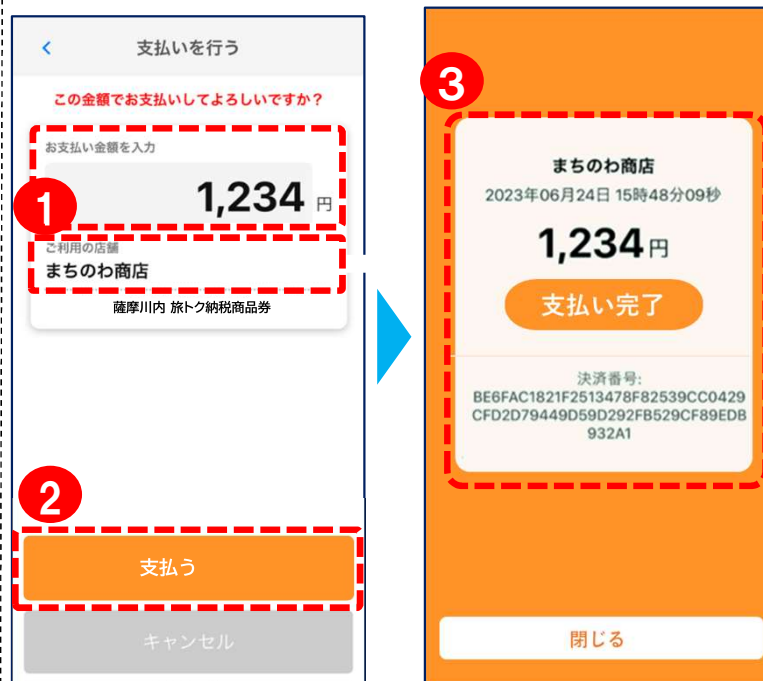 支払いを行う
この金額でお支払いしてよろしいですか？
1
お支払い金額を入力
1,234 円
ご利用の店舗
まちのわ商店
薩摩川内 旅トク納税商品券
2
支払う
キャンセル
3
まちのわ商店
2023年06月24日 15時48分09秒
1,234円
支払い完了
決済番号:
BE6FAC1821F2513478F82539CC0429
CFD2D79449D59D292FB529CF89EDB
932A1
閉じる